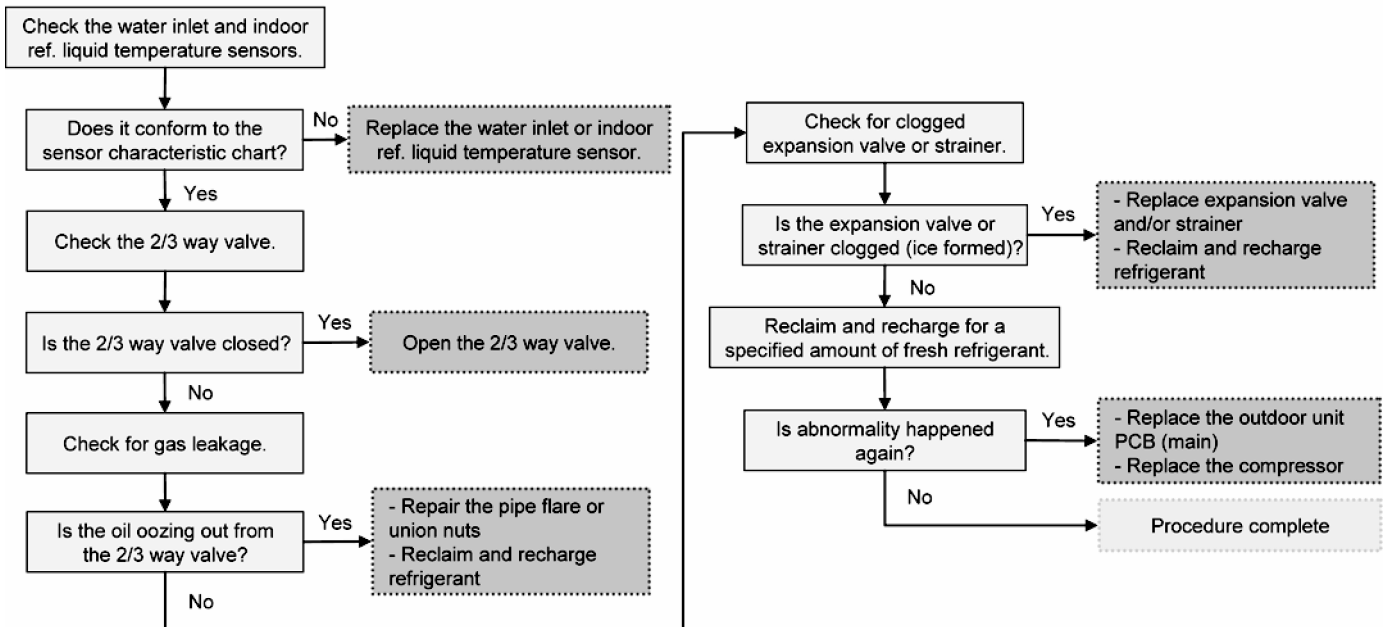 Check the water inlet and indoor
ref. liquid temperature sensors.
Does it conform to the
sensor characteristic chart?
No
Replace the water inlet or indoor
ref. liquid temperature sensor.
Yes
Check the 2/3 way valve.
Is the 2/3 way valve closed?
Yes
Open the 2/3 way valve.
No
Check for gas leakage.
Is the oil oozing out from
the 2/3 way valve?
Yes
- Repair the pipe flare or
union nuts
- Reclaim and recharge
refrigerant
No
Check for clogged
expansion valve or strainer.
Is the expansion valve or
strainer clogged (ice formed)?
Yes
- Replace expansion valve
and/or strainer
- Reclaim and recharge
refrigerant
No
Reclaim and recharge for a
specified amount of fresh refrigerant.
Is abnormality happened
again?
Yes
- Replace the outdoor unit
PCB (main)
- Replace the compressor
No
Procedure complete